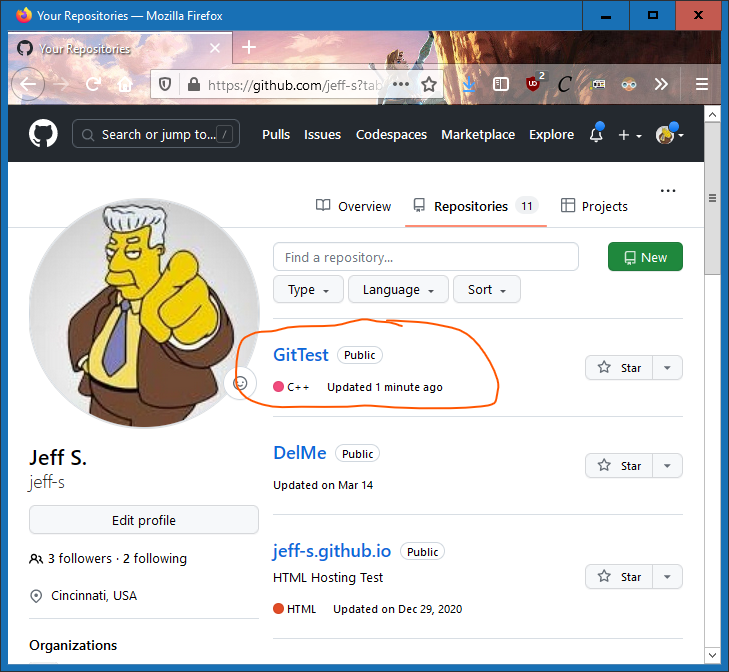 Your Repositories — Mozilla Firefox
Your Repositories
https://github.com/jeff-s?tab
2
Search or jump to... /
Pulls Issues Codespaces Marketplace Explore
Overview Repositories 11 Projects
Find a repository...
New
Type Language Sort
GitTest Public
Star
C++ Updated 1 minute ago
DelMe Public
Star
Updated on Mar 14
jeff-s.github.io Public
HTML Hosting Test
Star
HTML Updated on Dec 29, 2020
Jeff S.
jeff-s
Edit profile
3 followers · 2 following
Cincinnati, USA
Organizations